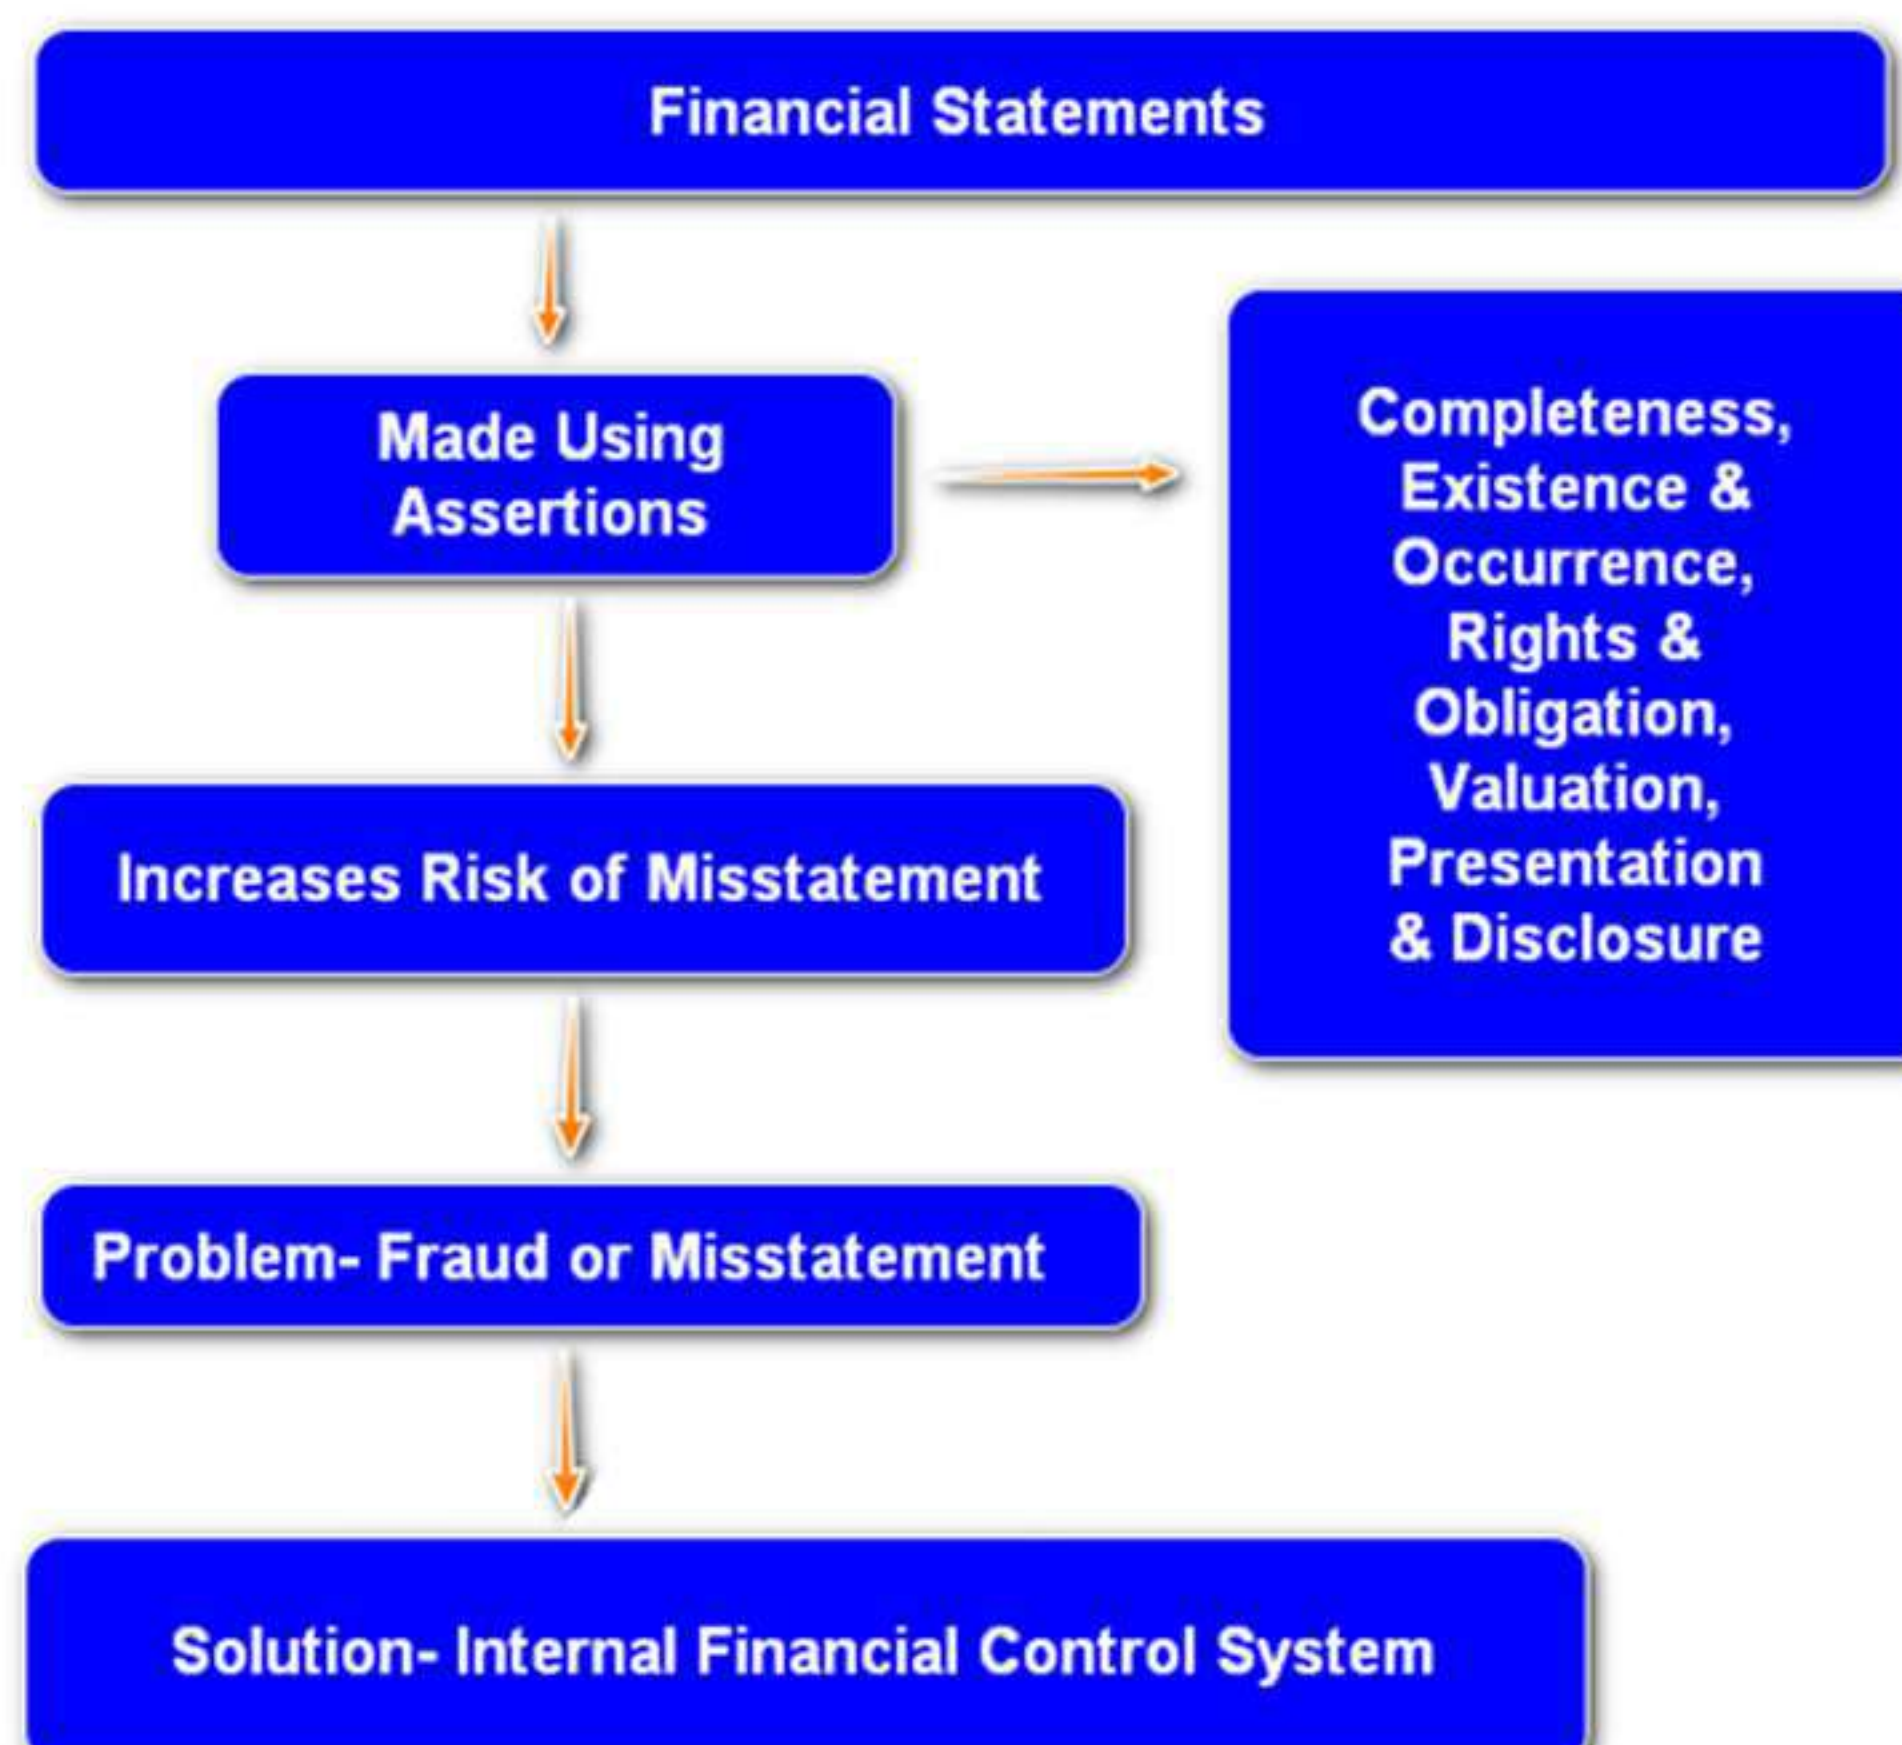 Financial Statements
Made Using
Assertions
Completeness,
Existence &
Occurrence,
Rights &
Obligation,
Valuation,
Presentation
& Disclosure
Increases Risk of Misstatement
Problem- Fraud or Misstatement
Solution- Internal Financial Control System